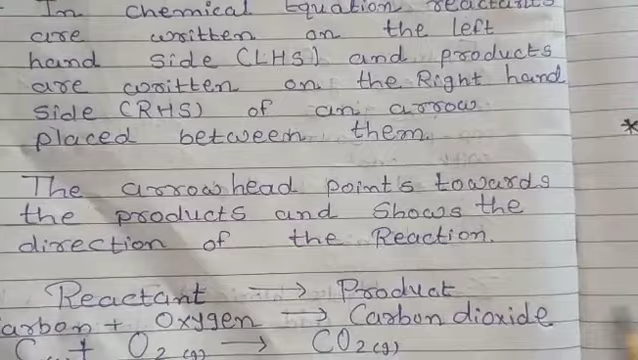 In chemical Equation reactants
are written on the left
hand side (LHS) and products
are written on the Right hand
side (RHS) of an arrow
placed between them.
The arrowhead points towards
the products and shows the
direction of the Reaction.
Reactant → Product
arbon + Oxygen → Carbon dioxide
C + O2 (g) → CO2 (g)